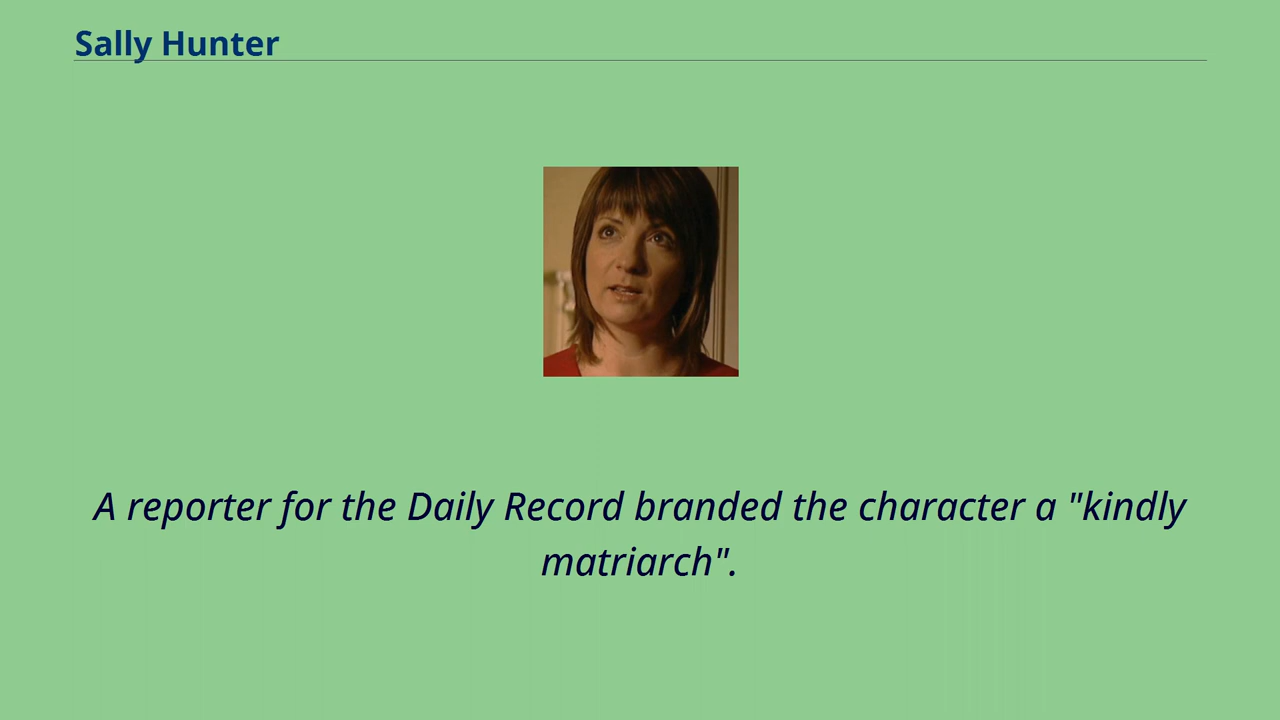 Sally Hunter
A reporter for the Daily Record branded the character a "kindly
matriarch".